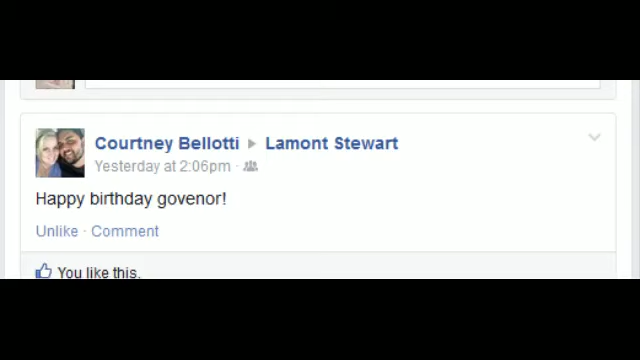 Courtney Bellotti ▸ Lamont Stewart
Yesterday at 2:06pm ·
Happy birthday govenor!
Unlike · Comment
You like this.